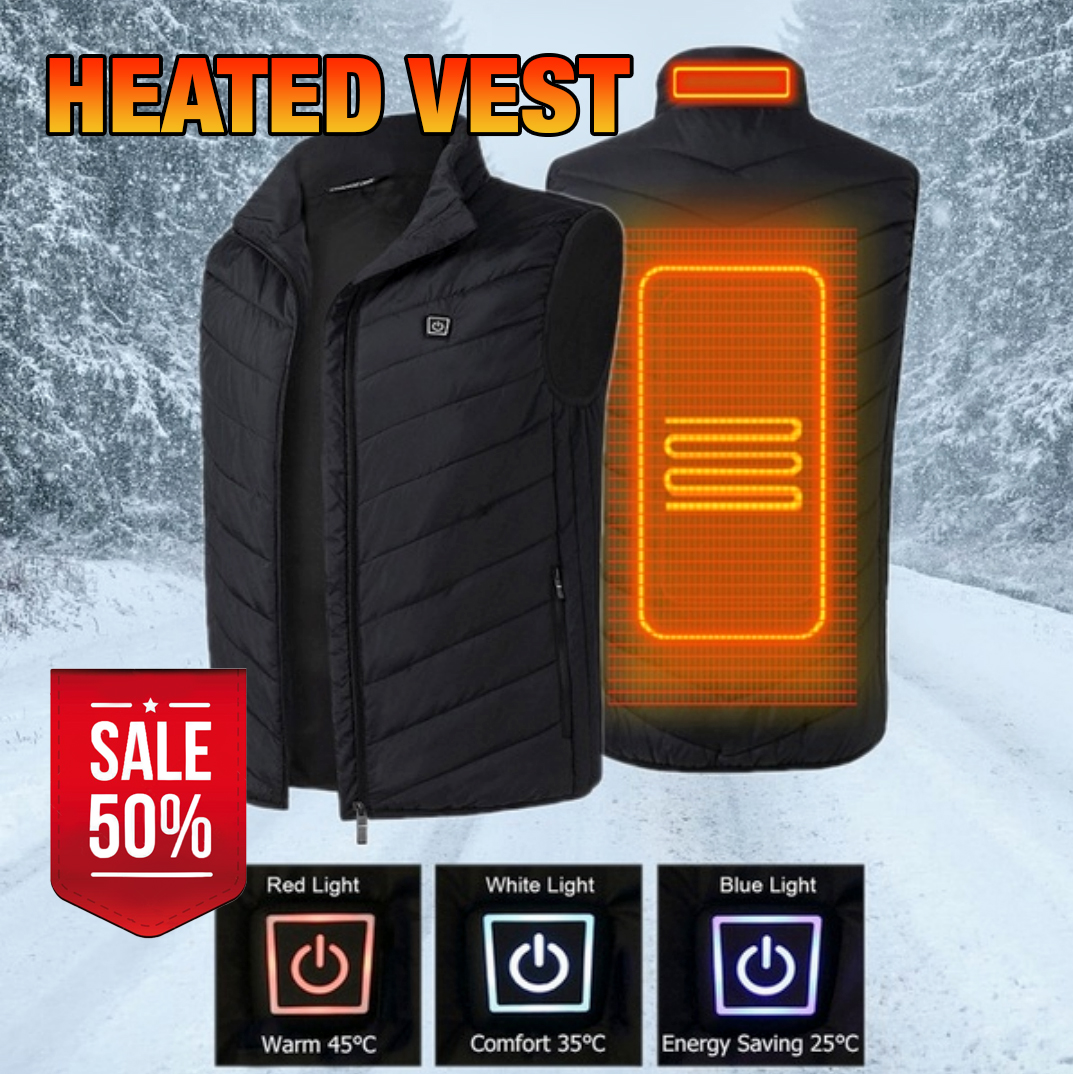 HEATED VEST
SALE
50%
Red Light
White Light
Blue Light
Warm 45°C
Comfort 35°C
Energy Saving 25°C